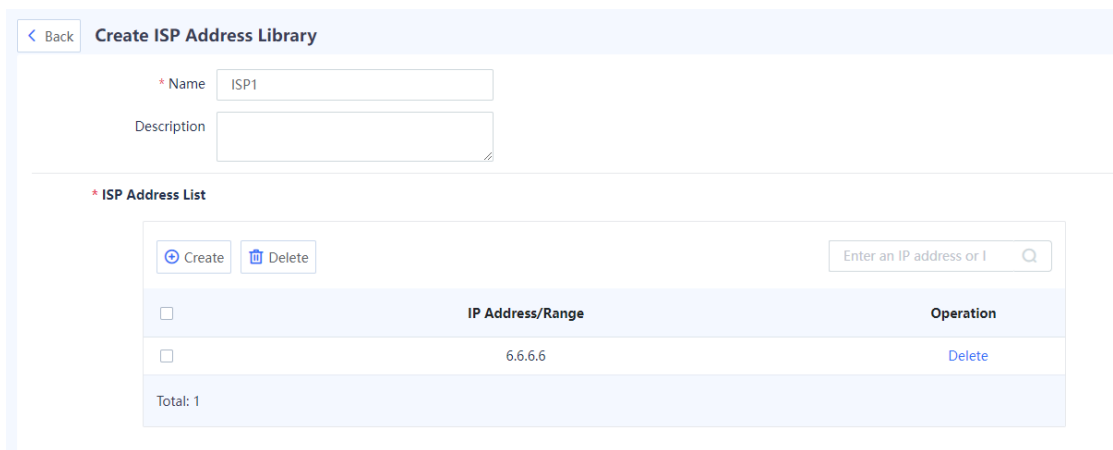 Back Create ISP Address Library
* Name ISP1
Description
* ISP Address List
Create Delete Enter an IP address or I
IP Address/Range Operation
6.6.6.6 Delete
Total: 1